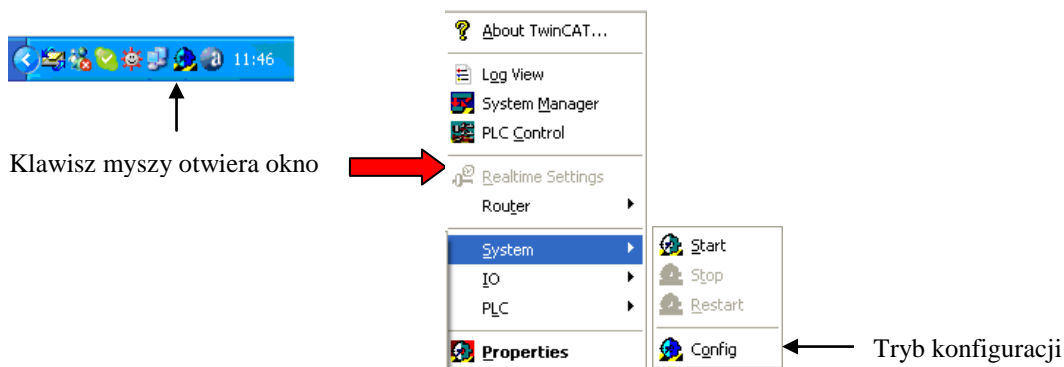 11:46
Klawisz myszy otwiera okno
About TwinCAT...
Log View
System Manager
PLC Control
Realtime Settings
Router
System
IO
PLC
Properties
Start
Stop
Restart
Config
Tryb konfiguracji